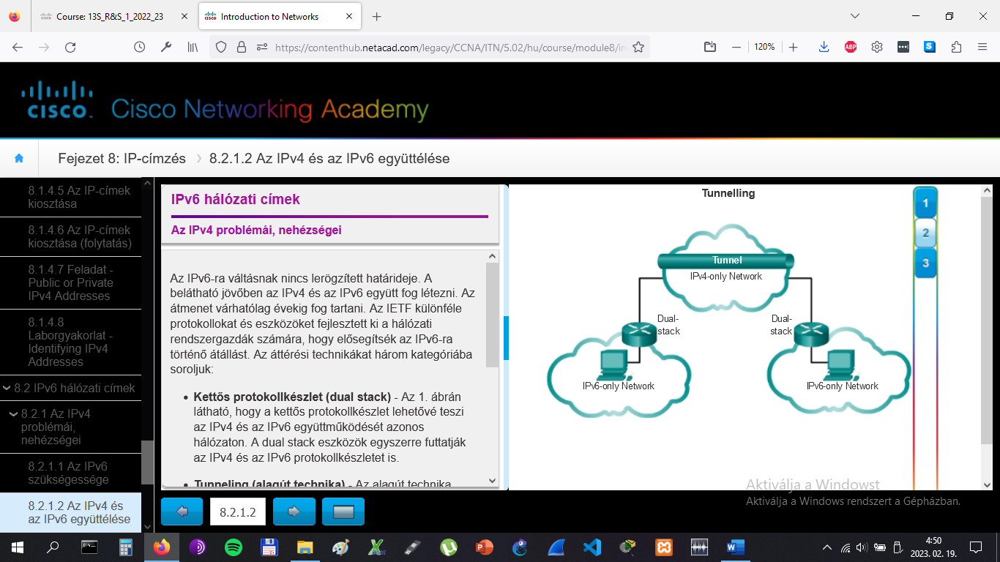 Course: 13S_R&S_1_2022_23
Introduction to Networks
https://contenthub.netacad.com/legacy/CCNA/ITN/5.02/hu/course/module8/in
120%
ABP
CISCO
Cisco Networking Academy
Fejezet 8: IP-címzés
8.2.1.2 Az IPv4 és az IPv6 együttélése
8.1.4.5 Az IP-címek
kiosztása
8.1.4.6 Az IP-címek
kiosztása (folytatás)
8.1.4.7 Feladat -
Public or Private
IPv4 Addresses
8.1.4.8
Laborgyakorlat -
Identifying IPv4
Addresses
8.2 IPv6 hálózati címek
8.2.1 Az IPv4
problémái,
nehézségei
8.2.1.1 Az IPv6
szükségessége
8.2.1.2 Az IPv4 és
az IPv6 együttélése
IPv6 hálózati címek
Az IPv4 problémái, nehézségei
Az IPv6-ra váltásnak nincs lerögzített határideje. A
belátható jövőben az IPv4 és az IPv6 együtt fog létezni. Az
átmenet várhatólag évekig fog tartani. Az IETF különféle
protokollokat és eszközöket fejlesztett ki a hálózati
rendszergazdák számára, hogy elősegítsék az IPv6-ra
történő átállást. Az áttérési technikákat három kategóriába
soroljuk:
• Kettős protokollkészlet (dual stack) - Az 1. ábrán
látható, hogy a kettős protokollkészlet lehetővé teszi
az IPv4 és az IPv6 együttműködését azonos
hálózaton. A dual stack eszközök egyszerre futtatják
az IPv4 és az IPv6 protokollkészletet is.
• Tunneling (alagút technika) - Az alagút technika
8.2.1.2
Tunnelling
Tunnel
IPv4-only Network
Dual-
stack
Dual-
stack
IPv6-only Network
IPv6-only Network
1
2
3
Aktiválja a Windowst
Aktiválja a Windows rendszert a Gépházban.
4:50
2023. 02. 19.